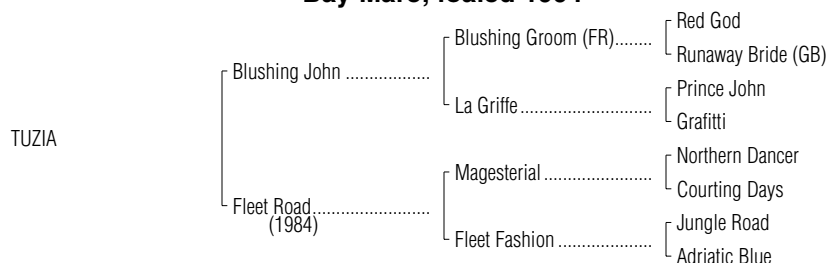 Bay Mare; foaled
Red God
Blushing Groom (FR)........
Runaway Bride (GB)
Blushing John ..................
Prince John
La Griffe......................
Grafitti
TUZIA
Northern Dancer
Magesterial .................
Courting Days
Fleet Road.........................
(1984)
Jungle Road
Fleet Fashion ...................
Adriatic Blue